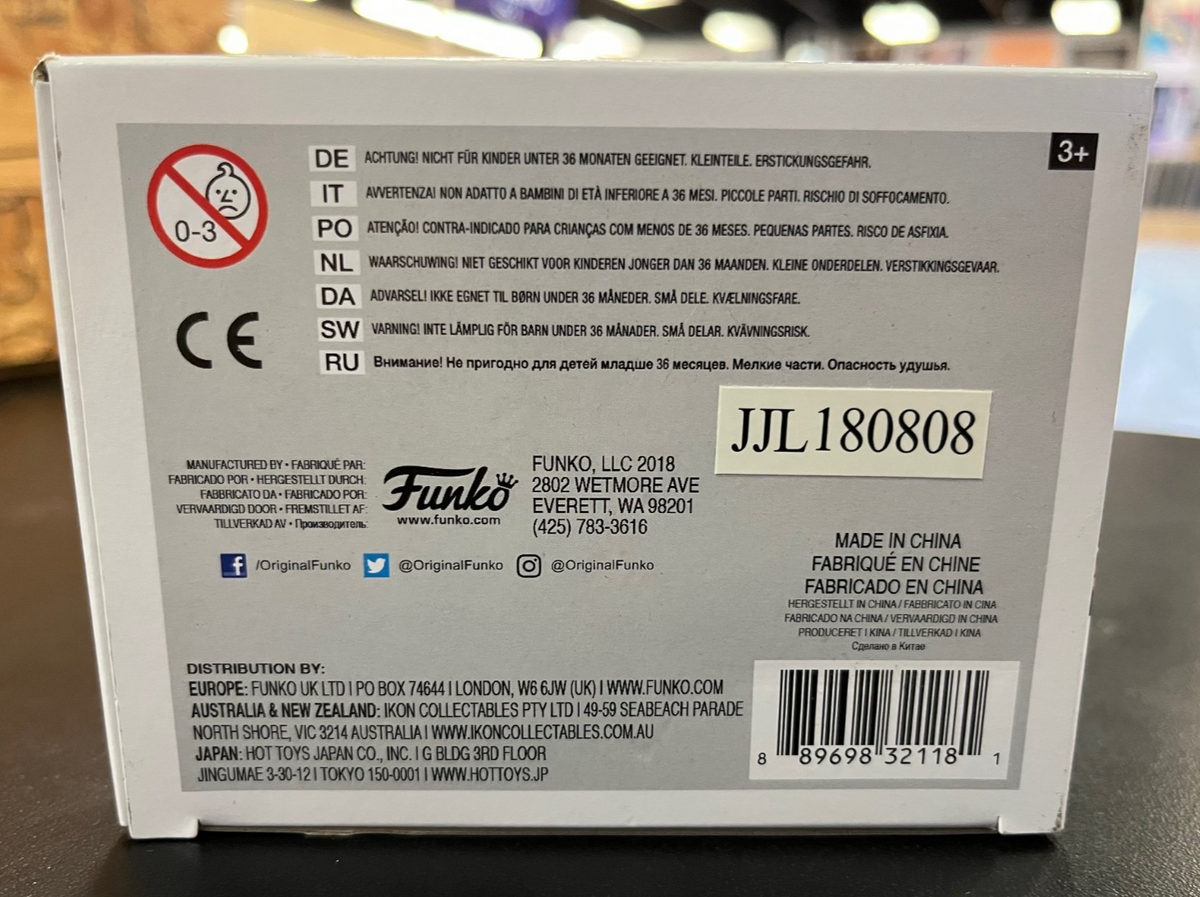 0-3
3+
DE ACHTUNG! NICHT FÜR KINDER UNTER 36 MONATEN GEEIGNET. KLEINTEILE. ERSTICKUNGSGEFAHR.
IT AVVERTENZA! NON ADATTO A BAMBINI DI ETÀ INFERIORE A 36 MESI. PICCOLE PARTI. RISCHIO DI SOFFOCAMENTO.
PO ATENÇÃO! CONTRA-INDICADO PARA CRIANÇAS COM MENOS DE 36 MESES. PEQUENAS PARTES. RISCO DE ASFIXIA.
NL WAARSCHUWING! NIET GESCHIKT VOOR KINDEREN JONGER DAN 36 MAANDEN. KLEINE ONDERDELEN. VERSTIKKINGSGEVAAR.
DA ADVARSEL! IKKE EGNET TIL BØRN UNDER 36 MÅNEDER. SMÅ DELE. KVÆLNINGSFARE.
SW VARNING! INTE LÄMPLIG FÖR BARN UNDER 36 MÅNADER. SMÅ DELAR. KVÄVNINGSRISK.
RU Внимание! Не пригодно для детей младше 36 месяцев. Мелкие части. Опасность удушья.
CE
JJL180808
MANUFACTURED BY • FABRIQUÉ PAR:
FABRICADO POR • HERGESTELLT DURCH:
FABBRICATO DA • FABRICADO POR:
VERVAARDIGD DOOR • FREMSTILLET AF:
TILLVERKAD AV • Производитель:
Funko
www.funko.com
FUNKO, LLC 2018
2802 WETMORE AVE
EVERETT, WA 98201
(425) 783-3616
/OriginalFunko @OriginalFunko @OriginalFunko
MADE IN CHINA
FABRIQUÉ EN CHINE
FABRICADO EN CHINA
HERGESTELLT IN CHINA / FABBRICATO IN CINA
FABRICADO NA CHINA / VERVAARDIGD IN CHINA
PRODUCERET I KINA / TILLVERKAD I KINA
Сделано в Китае
DISTRIBUTION BY:
EUROPE: FUNKO UK LTD I PO BOX 74644 I LONDON, W6 6JW (UK) I WWW.FUNKO.COM
AUSTRALIA & NEW ZEALAND: IKON COLLECTABLES PTY LTD I 49-59 SEABEACH PARADE
NORTH SHORE, VIC 3214 AUSTRALIA I WWW.IKONCOLLECTABLES.COM.AU
JAPAN: HOT TOYS JAPAN CO., INC. I G BLDG 3RD FLOOR
JINGUMAE 3-30-12 I TOKYO 150-0001 I WWW.HOTTOYS.JP
8 89698 32118 1